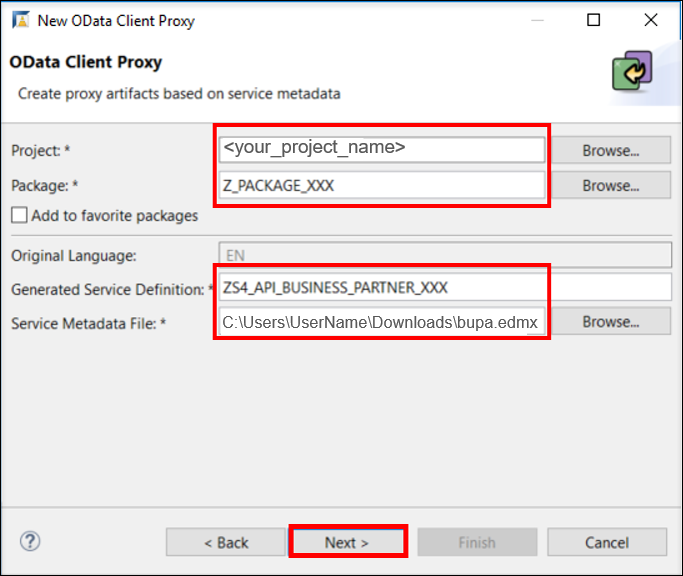 New OData Client Proxy
OData Client Proxy
Create proxy artifacts based on service metadata
Project: * <your_project_name> Browse...
Package: * Z_PACKAGE_XXX Browse...
Add to favorite packages
Original Language: EN
Generated Service Definition: * ZS4_API_BUSINESS_PARTNER_XXX
Service Metadata File: * C:\Users\UserName\Downloads\bupa.edmx Browse...
? < Back Next > Finish Cancel